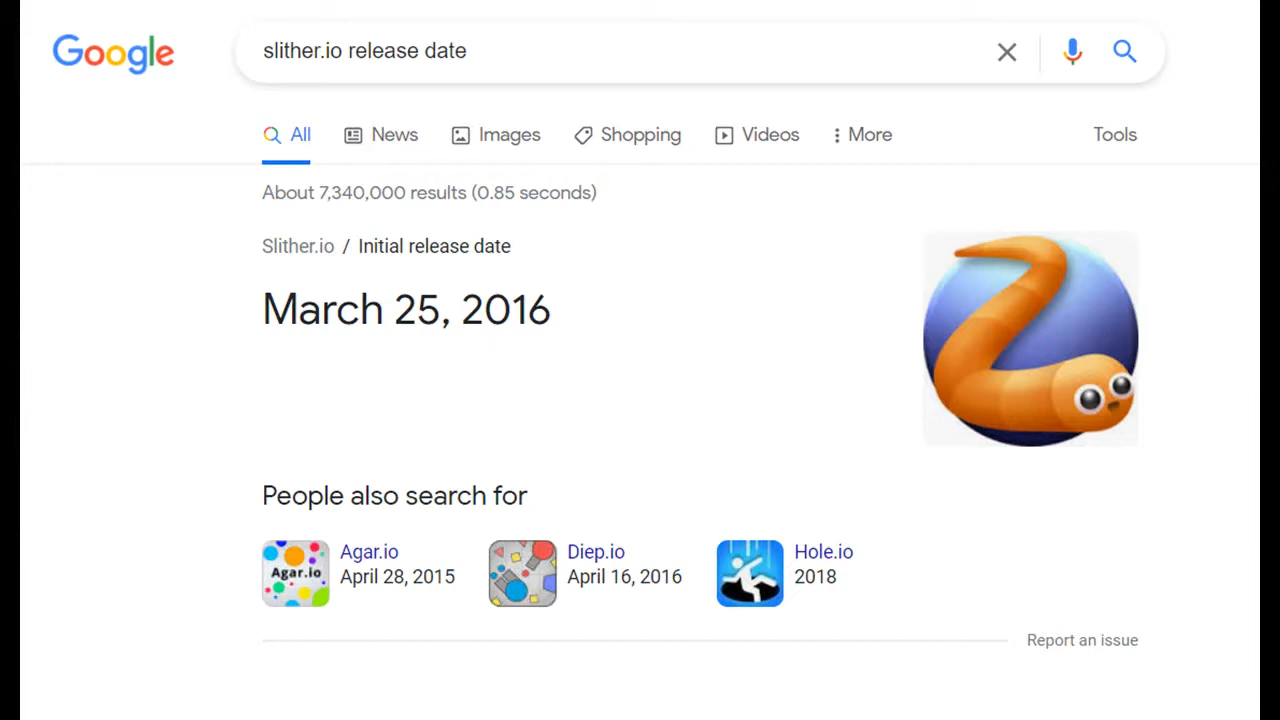 Google
slither.io release date
All News Images Shopping Videos More Tools
About 7,340,000 results (0.85 seconds)
Slither.io / Initial release date
March 25, 2016
People also search for
Agar.io
Agar.io
April 28, 2015
Diep.io
April 16, 2016
Hole.io
2018
Report an issue